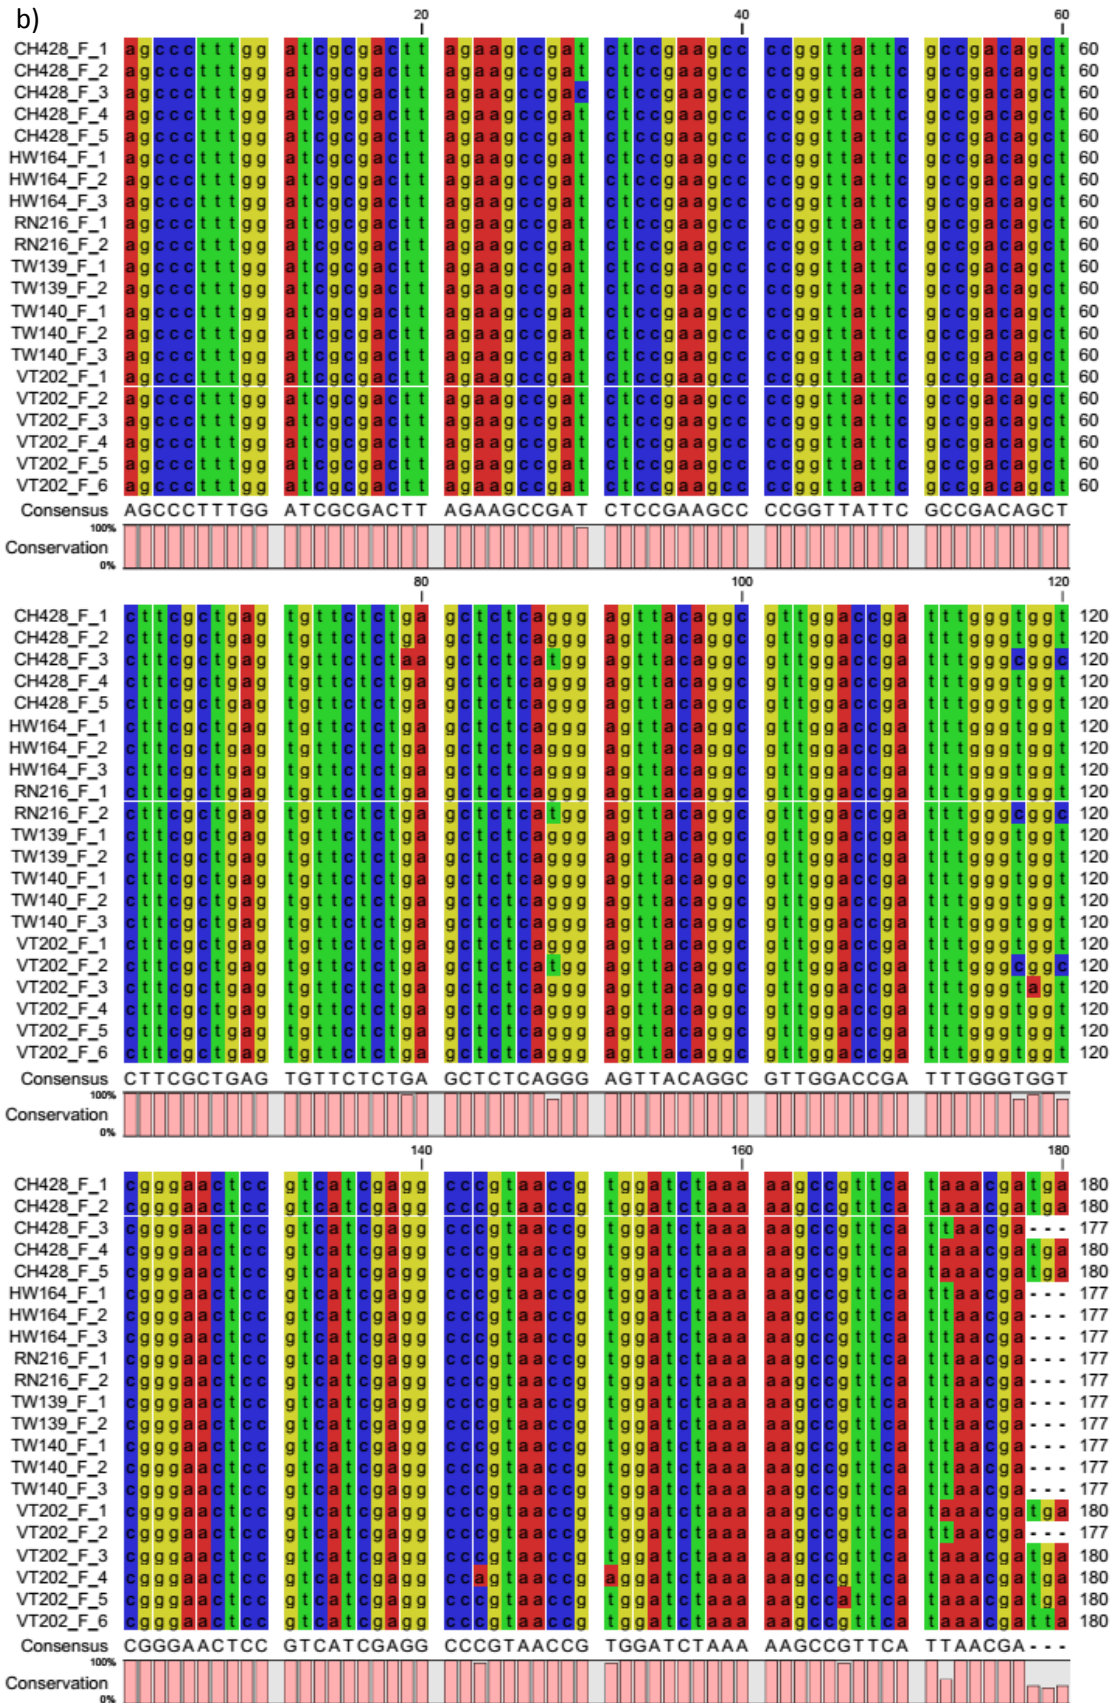 b)
20 40 60
CH428_F_1 agccctttgg atcgcgactt agaagccgat ctccgaagcc ccggttattc gccgacagct 60
CH428_F_2 agccctttgg atcgcgactt agaagccgat ctccgaagcc ccggttattc gccgacagct 60
CH428_F_3 agccctttgg atcgcgactt agaagccgac ctccgaagcc ccggttattc gccgacagct 60
CH428_F_4 agccctttgg atcgcgactt agaagccgat ctccgaagcc ccggttattc gccgacagct 60
CH428_F_5 agccctttgg atcgcgactt agaagccgat ctccgaagcc ccggttattc gccgacagct 60
HW164_F_1 agccctttgg atcgcgactt agaagccgat ctccgaagcc ccggttattc gccgacagct 60
HW164_F_2 agccctttgg atcgcgactt agaagccgat ctccgaagcc ccggttattc gccgacagct 60
HW164_F_3 agccctttgg atcgcgactt agaagccgat ctccgaagcc ccggttattc gccgacagct 60
RN216_F_1 agccctttgg atcgcgactt agaagccgat ctccgaagcc ccggttattc gccgacagct 60
RN216_F_2 agccctttgg atcgcgactt agaagccgat ctccgaagcc ccggttattc gccgacagct 60
TW139_F_1 agccctttgg atcgcgactt agaagccgat ctccgaagcc ccggttattc gccgacagct 60
TW139_F_2 agccctttgg atcgcgactt agaagccgat ctccgaagcc ccggttattc gccgacagct 60
TW140_F_1 agccctttgg atcgcgactt agaagccgat ctccgaagcc ccggttattc gccgacagct 60
TW140_F_2 agccctttgg atcgcgactt agaagccgat ctccgaagcc ccggttattc gccgacagct 60
TW140_F_3 agccctttgg atcgcgactt agaagccgat ctccgaagcc ccggttattc gccgacagct 60
VT202_F_1 agccctttgg atcgcgactt agaagccgat ctccgaagcc ccggttattc gccgacagct 60
VT202_F_2 agccctttgg atcgcgactt agaagccgat ctccgaagcc ccggttattc gccgacagct 60
VT202_F_3 agccctttgg atcgcgactt agaagccgat ctccgaagcc ccggttattc gccgacagct 60
VT202_F_4 agccctttgg atcgcgactt agaagccgat ctccgaagcc ccggttattc gccgacagct 60
VT202_F_5 agccctttgg atcgcgactt agaagccgat ctccgaagcc ccggttattc gccgacagct 60
VT202_F_6 agccctttgg atcgcgactt agaagccgat ctccgaagcc ccggttattc gccgacagct 60
Consensus AGCCCTTTGG ATCGCGACTT AGAAGCCGAT CTCCGAAGCC CCGGTTATTC GCCGACAGCT
100%
Conservation
0%
80 100 120
CH428_F_1 cttcgctgag tgttctctga gctctcaggg agttacaggc gttggaccga tttgggtggt 120
CH428_F_2 cttcgctgag tgttctctga gctctcaggg agttacaggc gttggaccga tttgggtggt 120
CH428_F_3 cttcgctgag tgttctctaa gctctcatgg agttacaggc gttggaccga tttgggcggc 120
CH428_F_4 cttcgctgag tgttctctga gctctcaggg agttacaggc gttggaccga tttgggtggt 120
CH428_F_5 cttcgctgag tgttctctga gctctcaggg agttacaggc gttggaccga tttgggtggt 120
HW164_F_1 cttcgctgag tgttctctga gctctcaggg agttacaggc gttggaccga tttgggtggt 120
HW164_F_2 cttcgctgag tgttctctga gctctcaggg agttacaggc gttggaccga tttgggtggt 120
HW164_F_3 cttcgctgag tgttctctga gctctcaggg agttacaggc gttggaccga tttgggtggt 120
RN216_F_1 cttcgctgag tgttctctga gctctcaggg agttacaggc gttggaccga tttgggtggt 120
RN216_F_2 cttcgctgag tgttctctga gctctcatgg agttacaggc gttggaccga tttgggcggc 120
TW139_F_1 cttcgctgag tgttctctga gctctcaggg agttacaggc gttggaccga tttgggtggt 120
TW139_F_2 cttcgctgag tgttctctga gctctcaggg agttacaggc gttggaccga tttgggtggt 120
TW140_F_1 cttcgctgag tgttctctga gctctcaggg agttacaggc gttggaccga tttgggtggt 120
TW140_F_2 cttcgctgag tgttctctga gctctcaggg agttacaggc gttggaccga tttgggtggt 120
TW140_F_3 cttcgctgag tgttctctga gctctcaggg agttacaggc gttggaccga tttgggtggt 120
VT202_F_1 cttcgctgag tgttctctga gctctcaggg agttacaggc gttggaccga tttgggtggt 120
VT202_F_2 cttcgctgag tgttctctga gctctcatgg agttacaggc gttggaccga tttgggcggc 120
VT202_F_3 cttcgctgag tgttctctga gctctcaggg agttacaggc gttggaccga tttgggtagt 120
VT202_F_4 cttcgctgag tgttctctga gctctcaggg agttacaggc gttggaccga tttgggtggt 120
VT202_F_5 cttcgctgag tgttctctga gctctcaggg agttacaggc gttggaccga tttgggtggt 120
VT202_F_6 cttcgctgag tgttctctga gctctcaggg agttacaggc gttggaccga tttgggtggt 120
Consensus CTTCGCTGAG TGTTCTCTGA GCTCTCAGGG AGTTACAGGC GTTGGACCGA TTTGGGTGGT
100%
Conservation
0%
140 160 180
CH428_F_1 cgggaactcc gtcatcgagg cccgtaaccg tggatctaaa aagccgttca taaacgatga 180
CH428_F_2 cgggaactcc gtcatcgagg cccgtaaccg tggatctaaa aagccgttca taaacgatga 180
CH428_F_3 cgggaactcc gtcatcgagg cccgtaaccg tggatctaaa aagccgttca ttaacga--- 177
CH428_F_4 cgggaactcc gtcatcgagg cccgtaaccg tggatctaaa aagccgttca taaacgatga 180
CH428_F_5 cgggaactcc gtcatcgagg cccgtaaccg tggatctaaa aagccgttca taaacgatga 180
HW164_F_1 cgggaactcc gtcatcgagg cccgtaaccg tggatctaaa aagccgttca ttaacga--- 177
HW164_F_2 cgggaactcc gtcatcgagg cccgtaaccg tggatctaaa aagccgttca ttaacga--- 177
HW164_F_3 cgggaactcc gtcatcgagg cccgtaaccg tggatctaaa aagccgttca ttaacga--- 177
RN216_F_1 cgggaactcc gtcatcgagg cccgtaaccg tggatctaaa aagccgttca ttaacga--- 177
RN216_F_2 cgggaactcc gtcatcgagg cccgtaaccg tggatctaaa aagccgttca ttaacga--- 177
TW139_F_1 cgggaactcc gtcatcgagg cccgtaaccg tggatctaaa aagccgttca ttaacga--- 177
TW139_F_2 cgggaactcc gtcatcgagg cccgtaaccg tggatctaaa aagccgttca ttaacga--- 177
TW140_F_1 cgggaactcc gtcatcgagg cccgtaaccg tggatctaaa aagccgttca ttaacga--- 177
TW140_F_2 cgggaactcc gtcatcgagg cccgtaaccg tggatctaaa aagccgttca ttaacga--- 177
TW140_F_3 cgggaactcc gtcatcgagg cccgtaaccg tggatctaaa aagccgttca ttaacga--- 177
VT202_F_1 cgggaactcc gtcatcgagg cccgtaaccg tggatctaaa aagccgttca taaacgatga 180
VT202_F_2 cgggaactcc gtcatcgagg cccgtaaccg tggatctaaa aagccgttca ttaacga--- 177
VT202_F_3 cgggaactcc gtcatcgagg cccgtaaccg tggatctaaa aagccgttca taaacgatga 180
VT202_F_4 cgggaactcc gtcatcgagg ccagtaaccg aggatctaaa aagccgttca taaacgatga 180
VT202_F_5 cgggaactcc gtcatcgagg cccgtaaccg tggatctaaa aagccattca taaacgatga 180
VT202_F_6 cgggaactcc gtcatcgagg cccgtaaccg tggatctaaa aagccgttca taaacgatta 180
Consensus CGGGAACTCC GTCATCGAGG CCCGTAACCG TGGATCTAAA AAGCCGTTCA TTAACGA---
100%
Conservation
0%